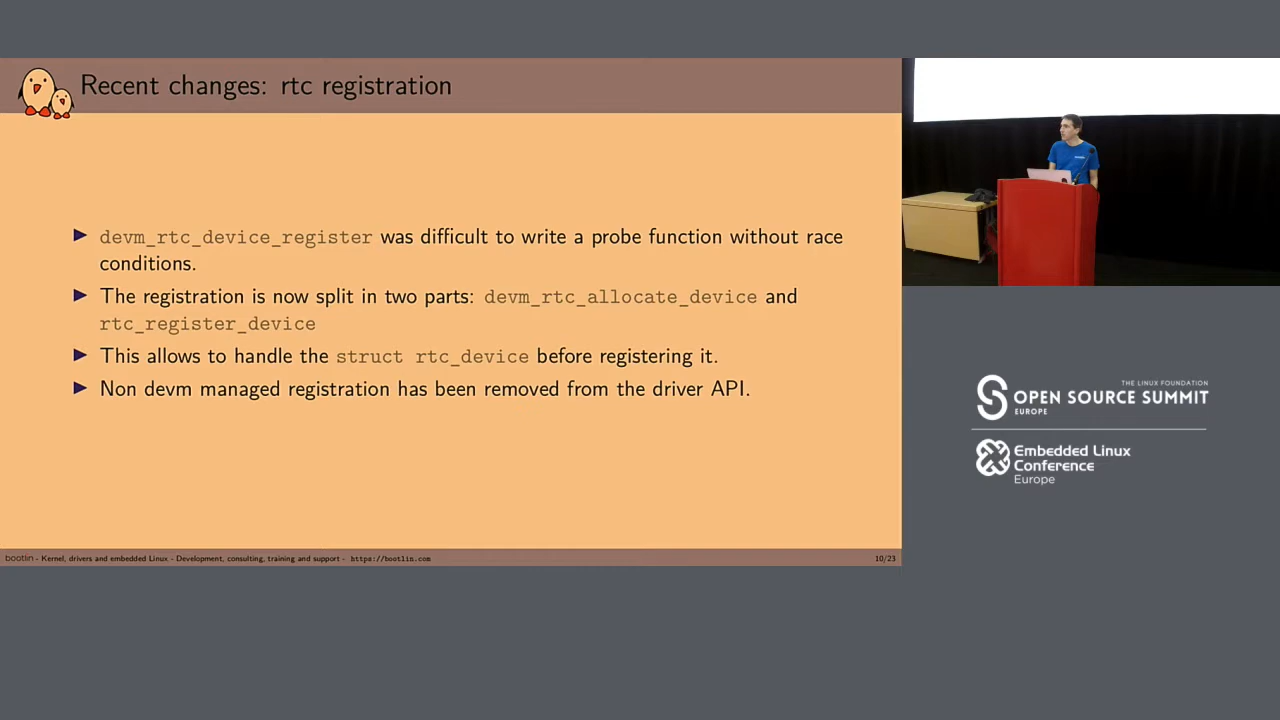 Recent changes: rtc registration
devm_rtc_device_register was difficult to write a probe function without race
conditions.
The registration is now split in two parts: devm_rtc_allocate_device and
rtc_register_device
This allows to handle the struct rtc_device before registering it.
Non devm managed registration has been removed from the driver API.
bootlin - Kernel, drivers and embedded Linux - Development, consulting, training and support - https://bootlin.com
10/23
THE LINUX FOUNDATION
OPEN SOURCE SUMMIT
EUROPE
Embedded Linux
Conference
Europe